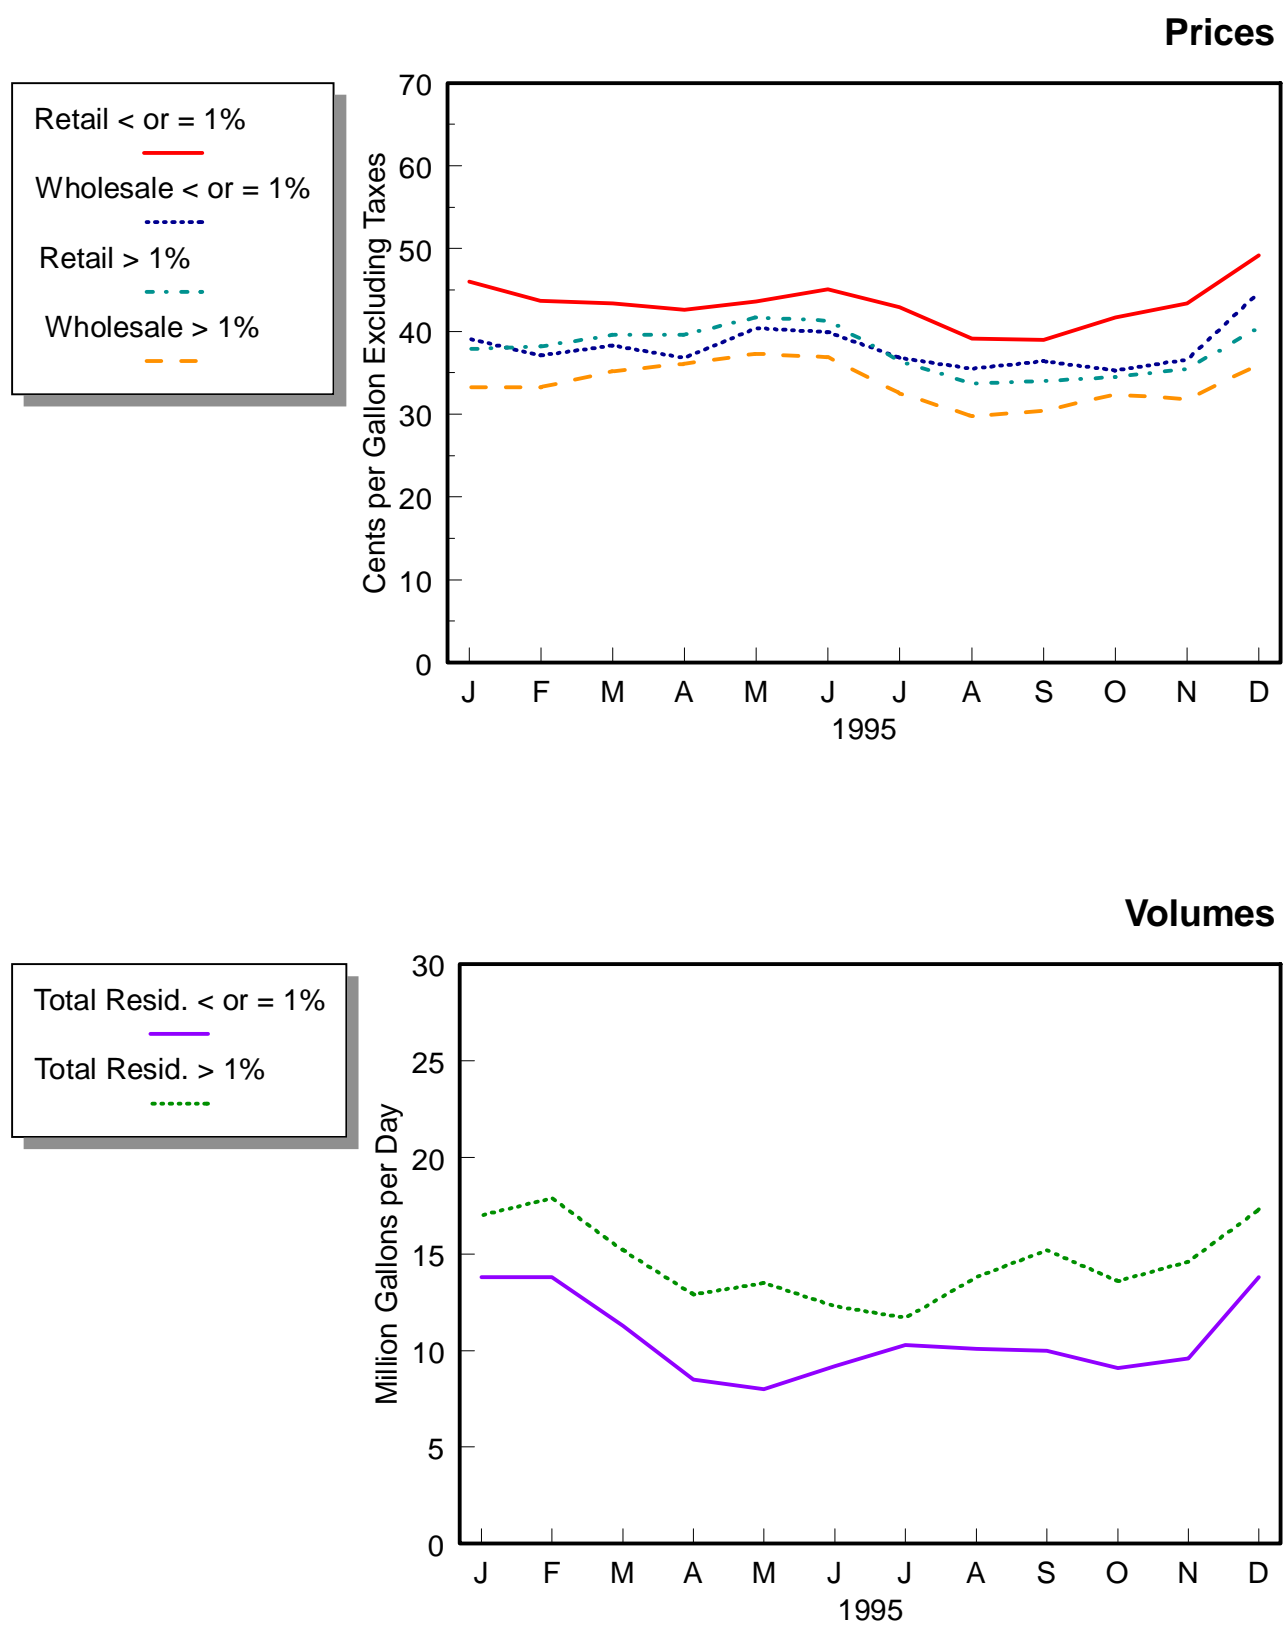 Prices
Retail < or = 1%
Wholesale < or = 1%
Retail > 1%
Wholesale > 1%
Cents per Gallon Excluding Taxes
70
60
50
40
30
20
10
0
J F M A M J J A S O N D
1995
Volumes
Total Resid. < or = 1%
Total Resid. > 1%
Million Gallons per Day
30
25
20
15
10
5
0
J F M A M J J A S O N D
1995